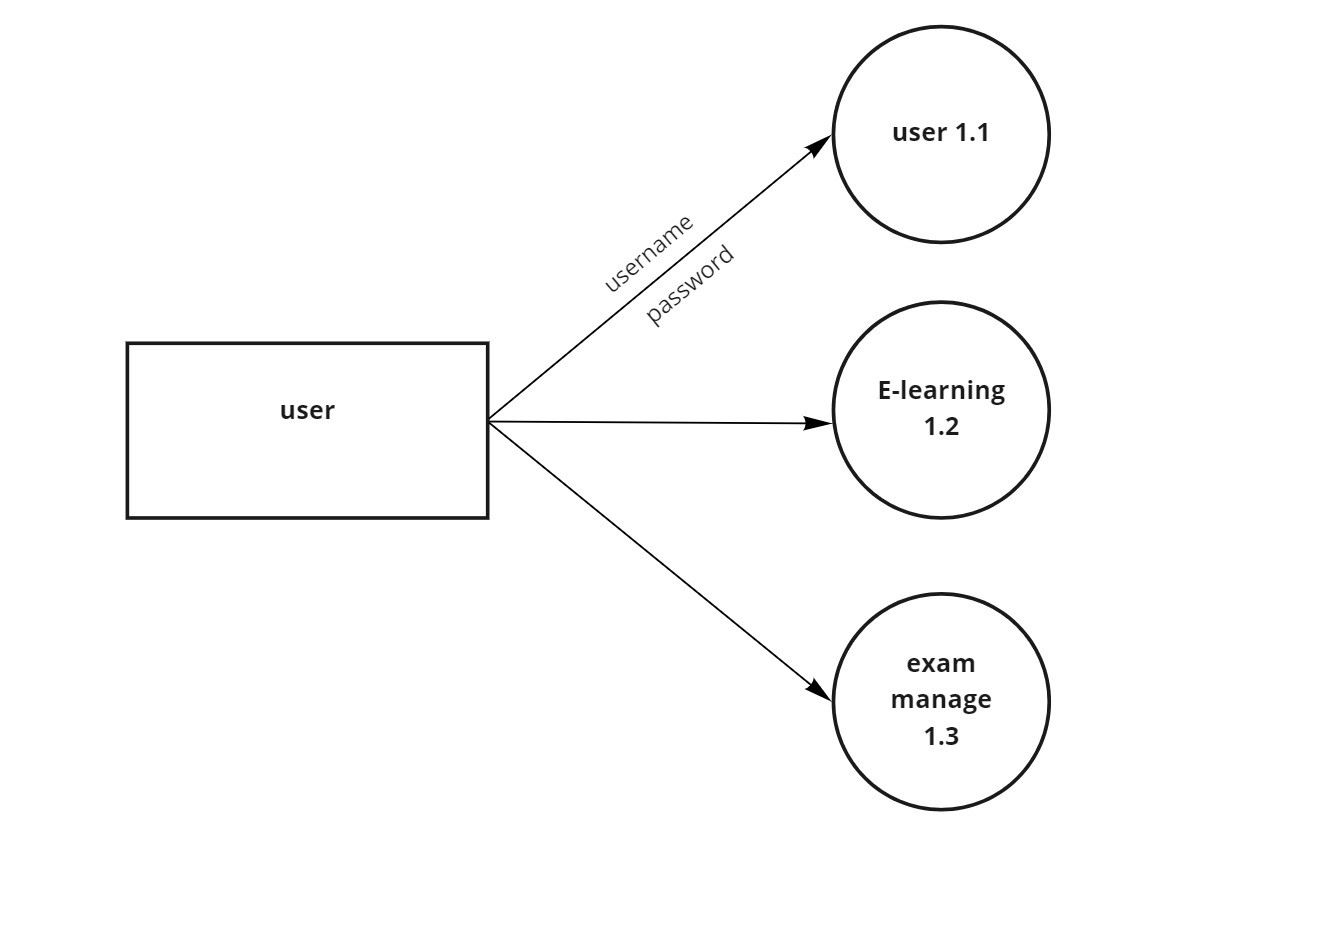 user 1.1
username
password
user
E-learning
1.2
exam
manage
1.3